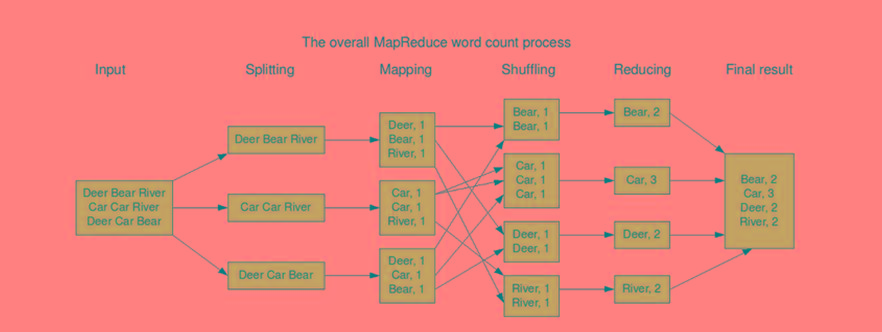 The overall MapReduce word count process
Input
Splitting
Mapping
Shuffling
Reducing
Final result
Deer Bear River
Car Car River
Deer Car Bear
Deer Bear River
Car Car River
Deer Car Bear
Deer, 1
Bear, 1
River, 1
Car, 1
Car, 1
River, 1
Deer, 1
Car, 1
Bear, 1
Bear, 1
Bear, 1
Car, 1
Car, 1
Car, 1
Deer, 1
Deer, 1
River, 1
River, 1
Bear, 2
Car, 3
Deer, 2
River, 2
Bear, 2
Car, 3
Deer, 2
River, 2